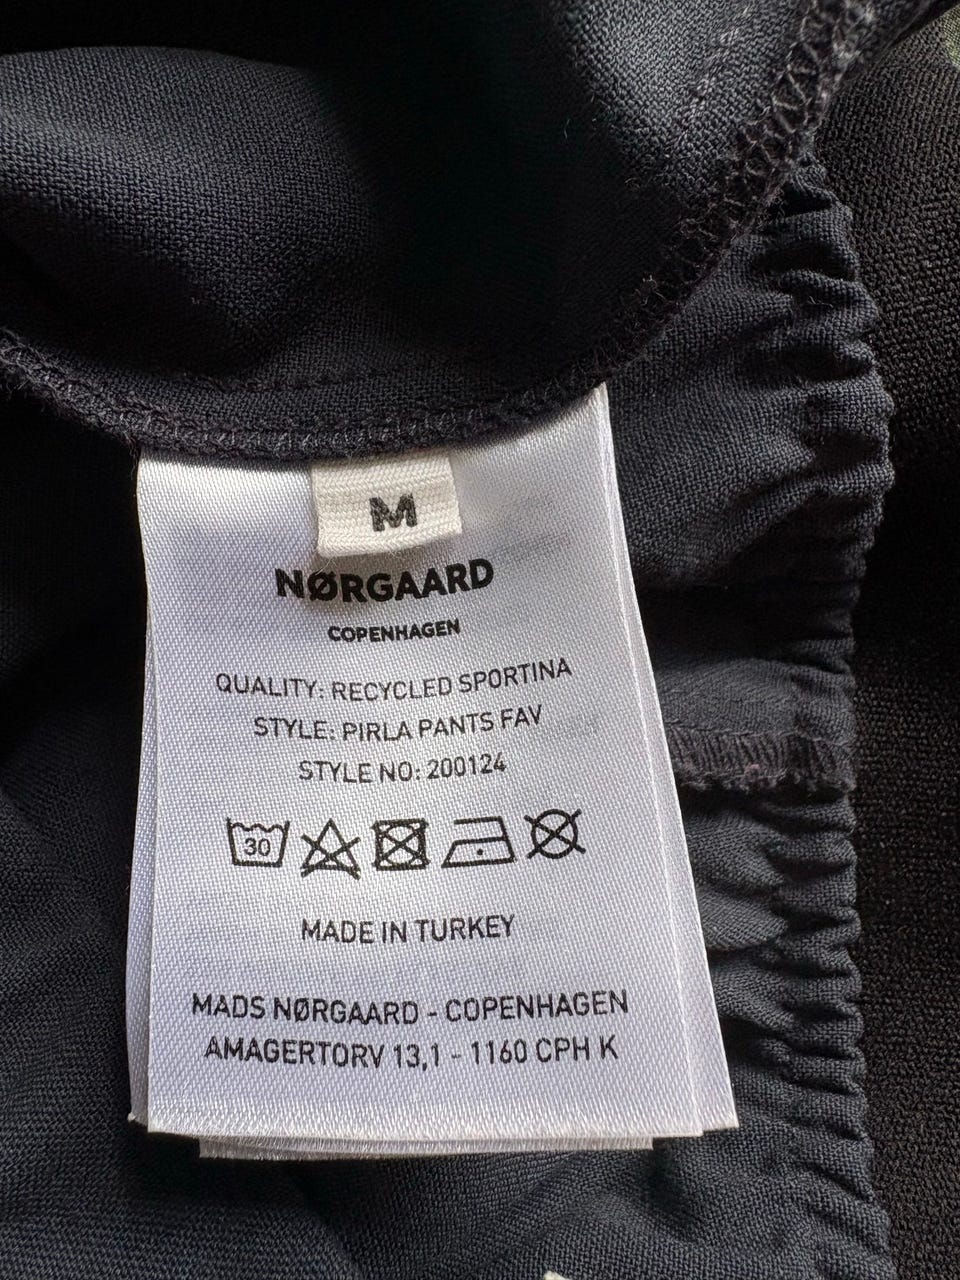 M
NØRGAARD
COPENHAGEN
QUALITY: RECYCLED SPORTINA
STYLE: PIRLA PANTS FAV
STYLE NO: 200124
30
MADE IN TURKEY
MADS NØRGAARD - COPENHAGEN
AMAGERTORV 13,1 - 1160 CPH K